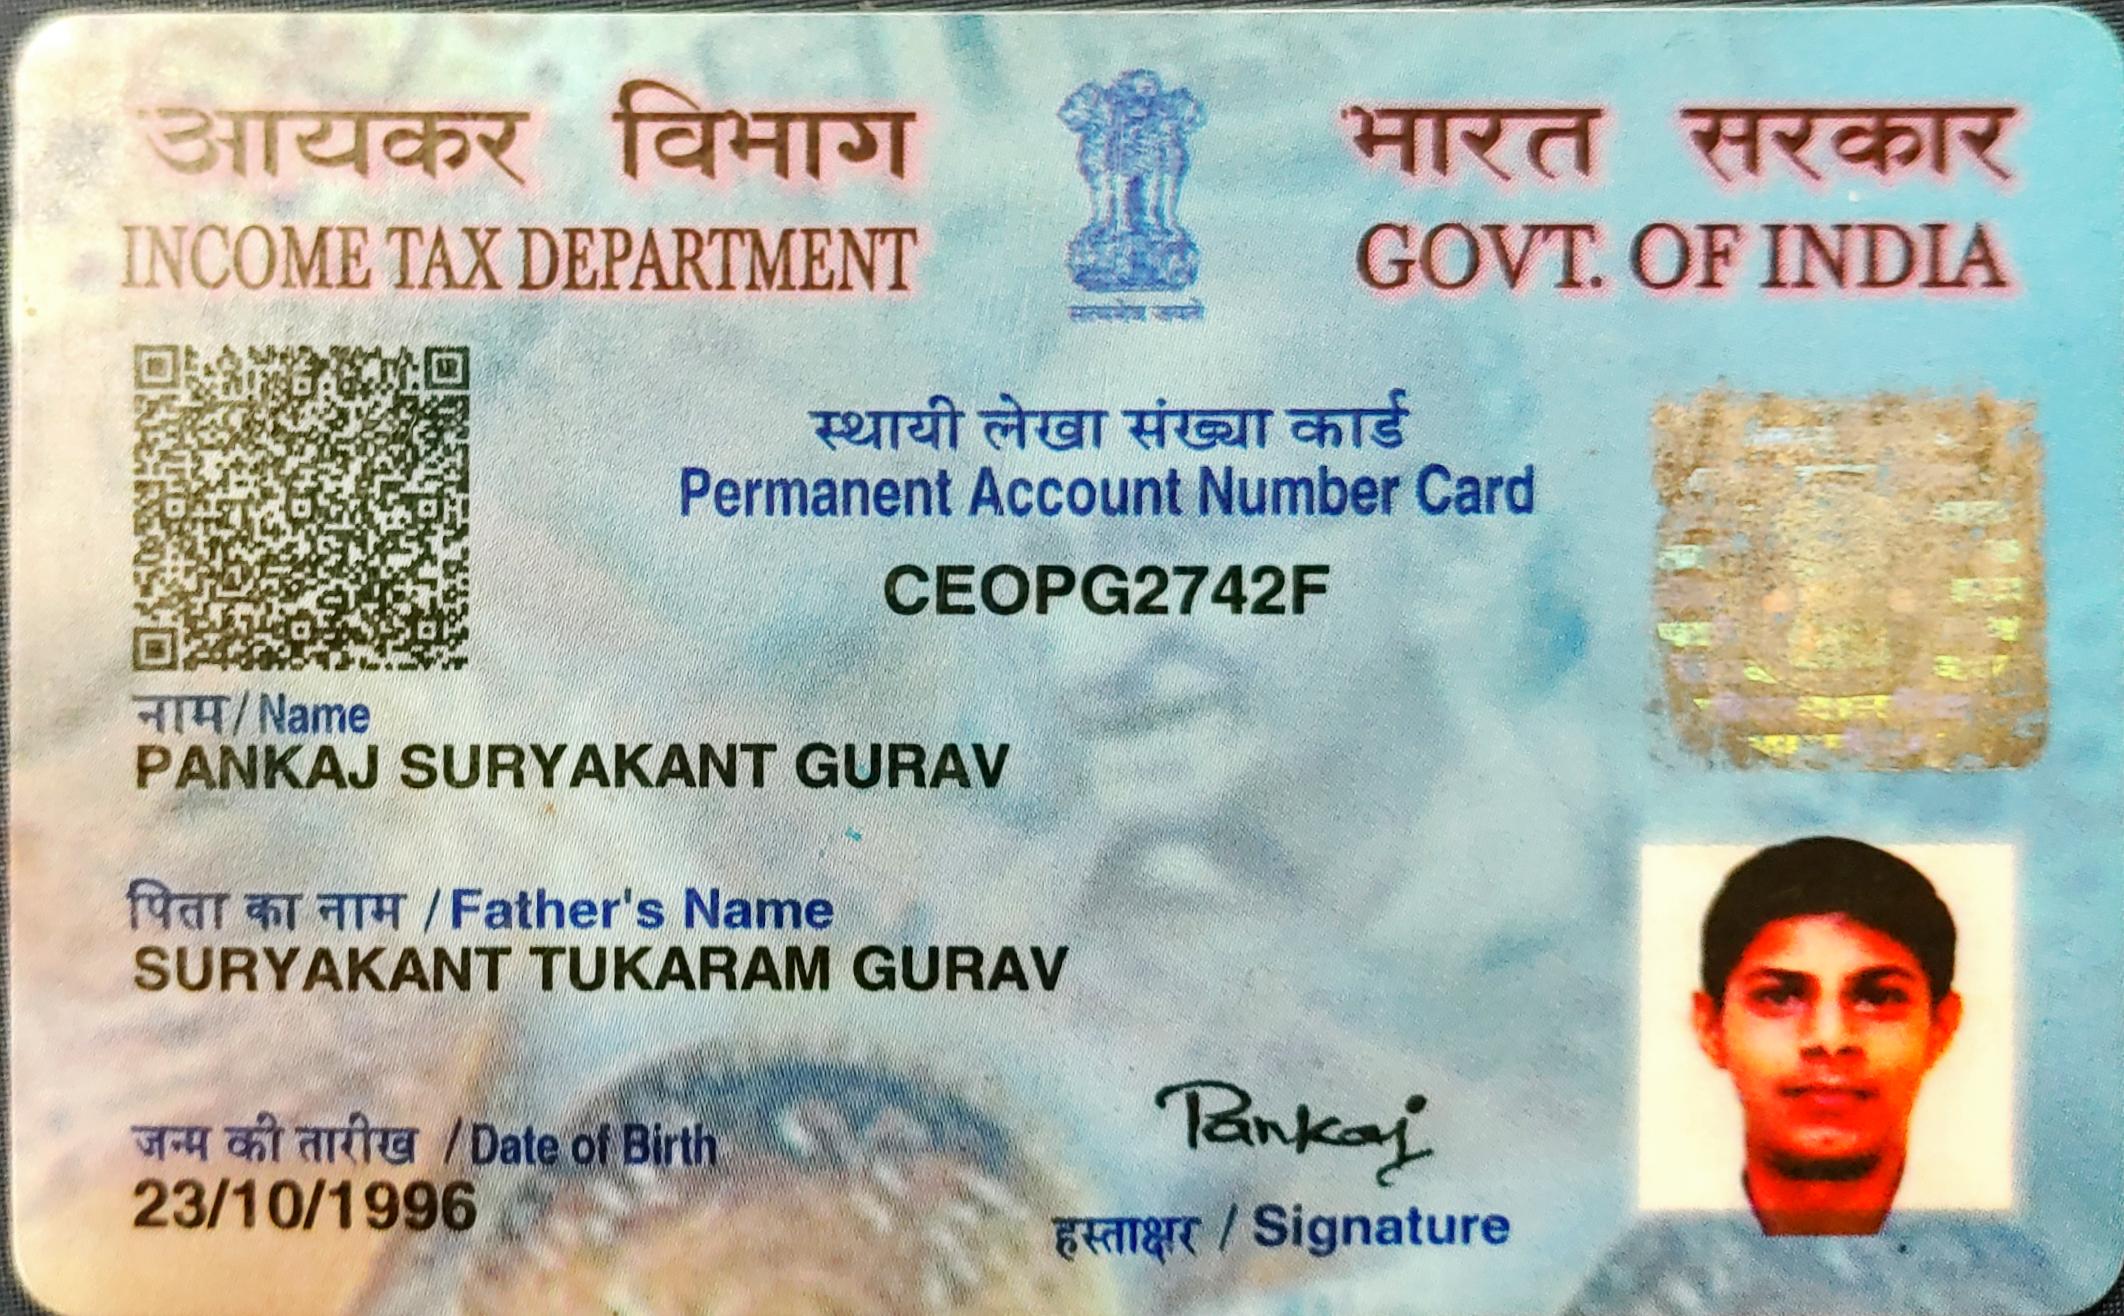 आयकर विभाग
INCOME TAX DEPARTMENT
सत्यमेव जयते
भारत सरकार
GOVT. OF INDIA
स्थायी लेखा संख्या कार्ड
Permanent Account Number Card
CEOPG2742F
नाम/ Name
PANKAJ SURYAKANT GURAV
पिता का नाम / Father's Name
SURYAKANT TUKARAM GURAV
जन्म की तारीख / Date of Birth
23/10/1996
Pankaj
हस्ताक्षर / Signature